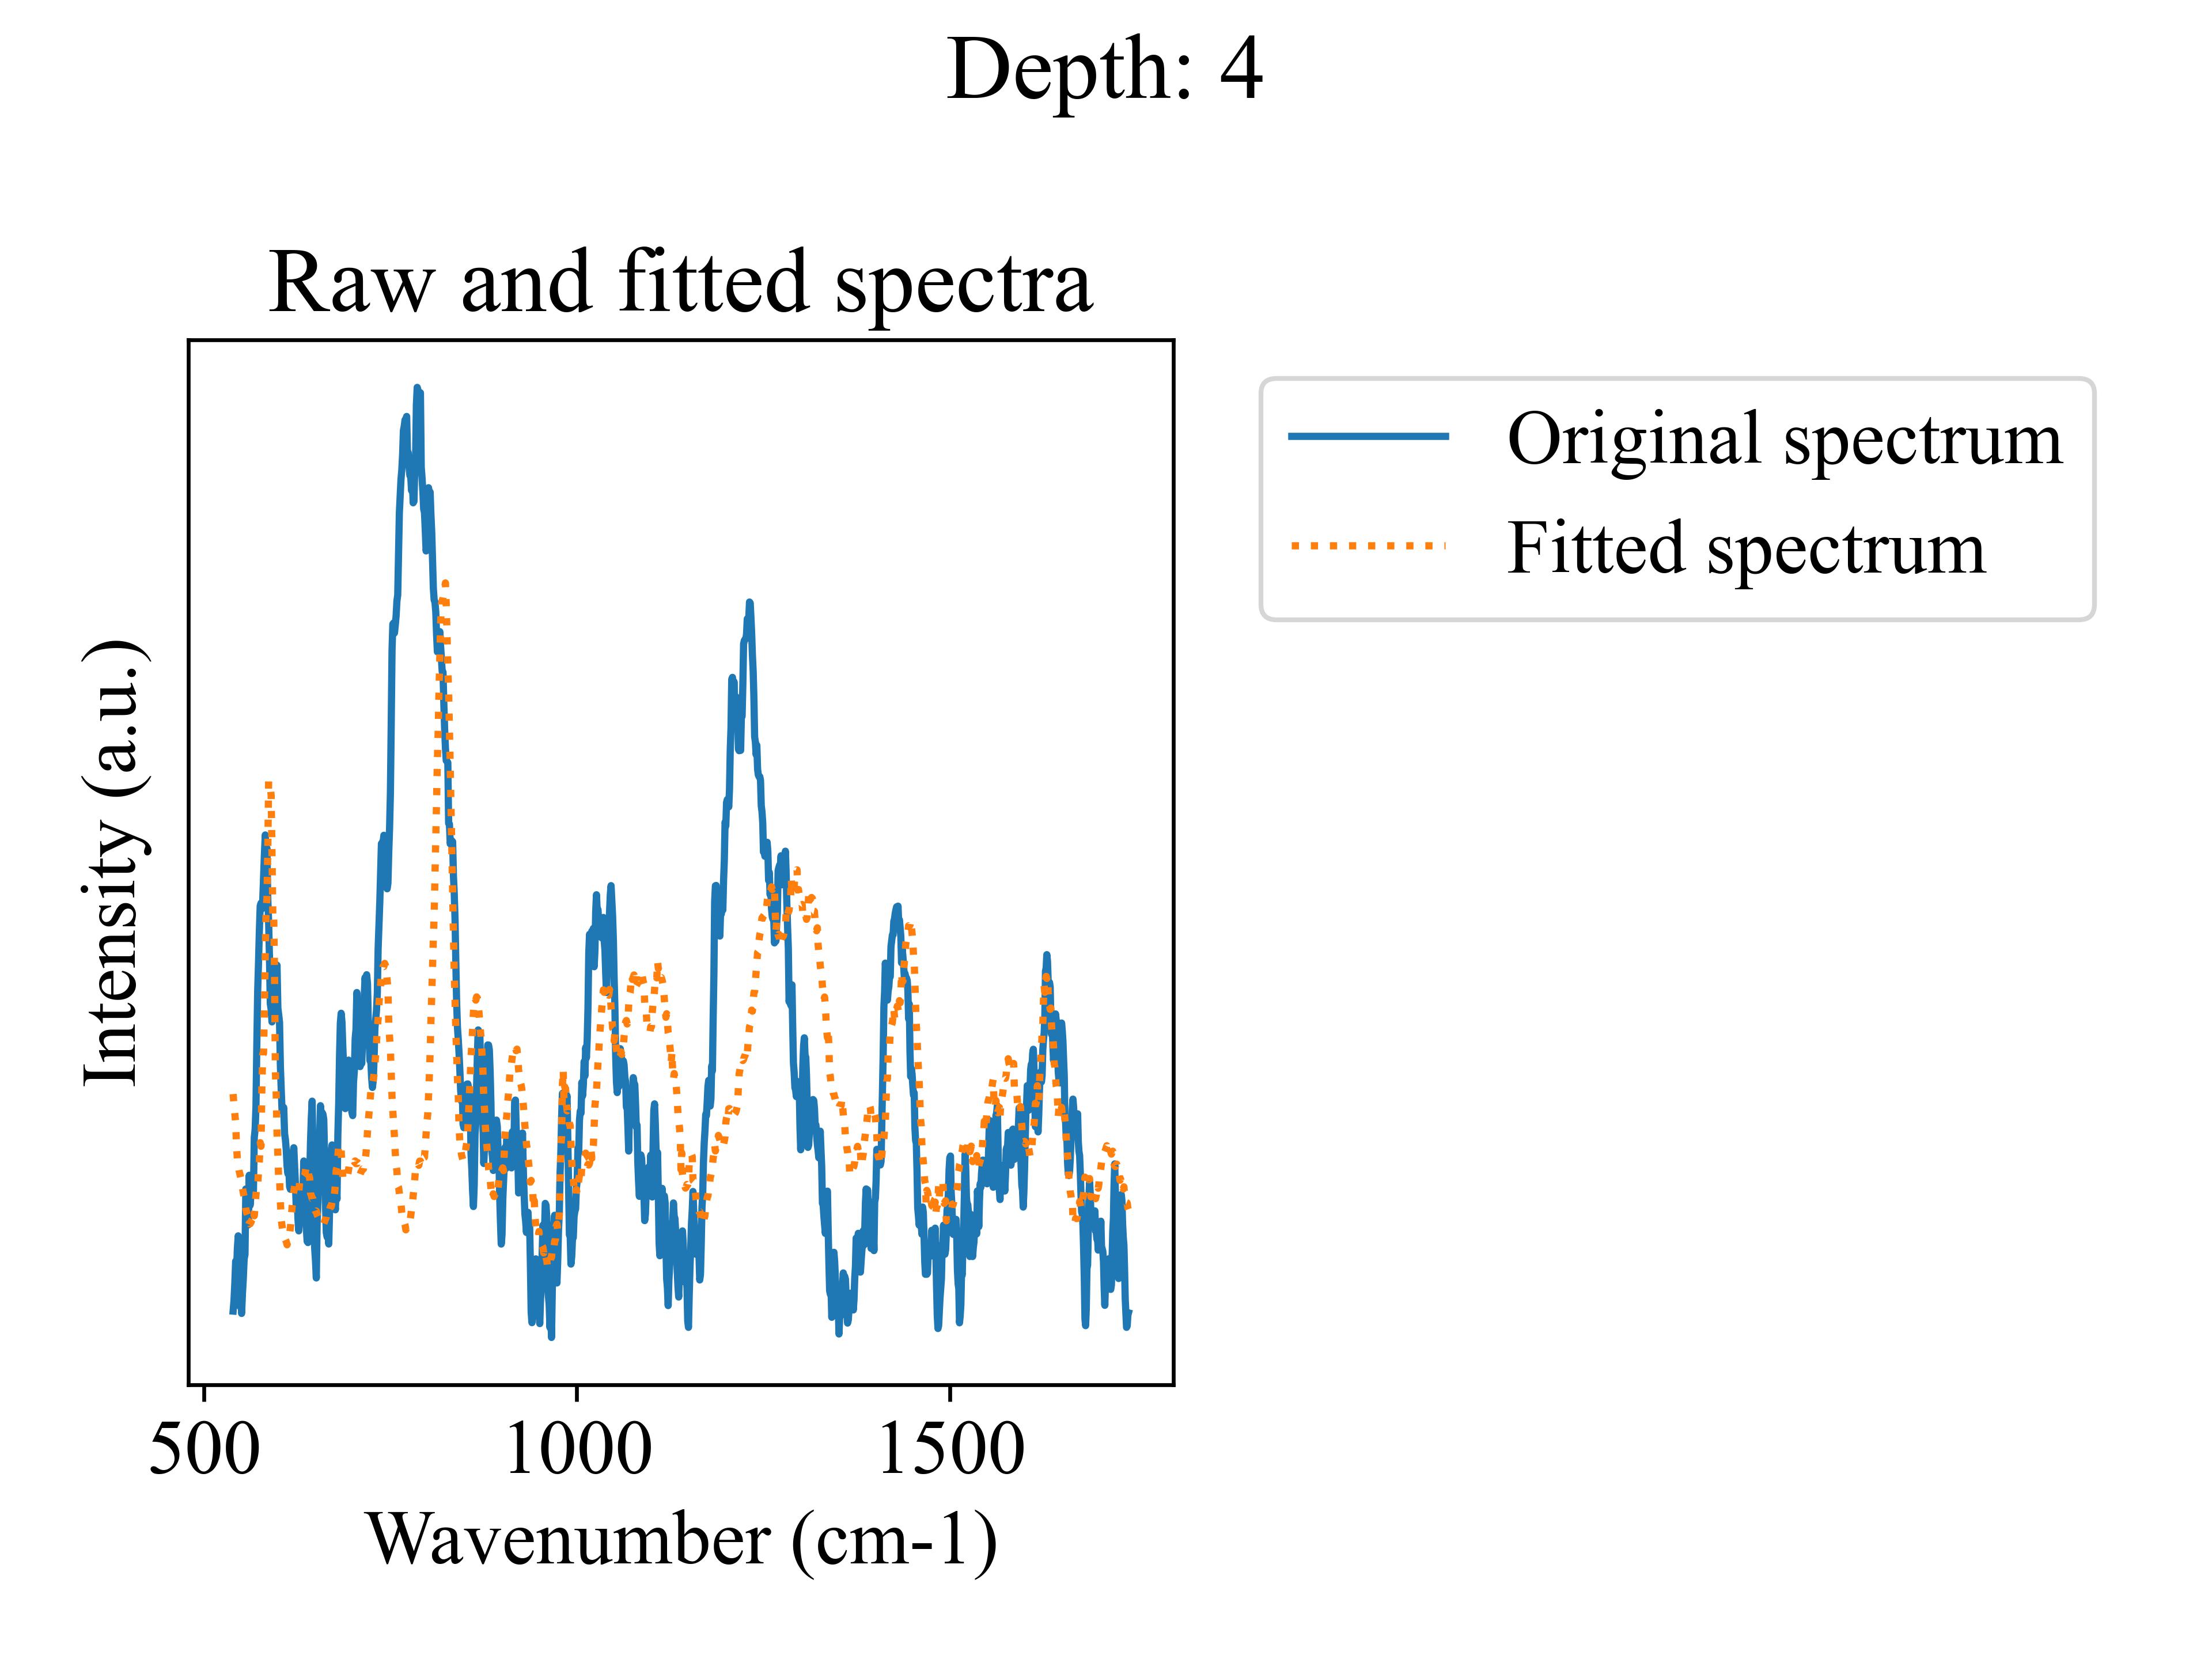 Depth: 4
Raw and fitted spectra
Original spectrum
Fitted spectrum
Intensity (a.u.)
500 1000 1500
Wavenumber (cm-1)